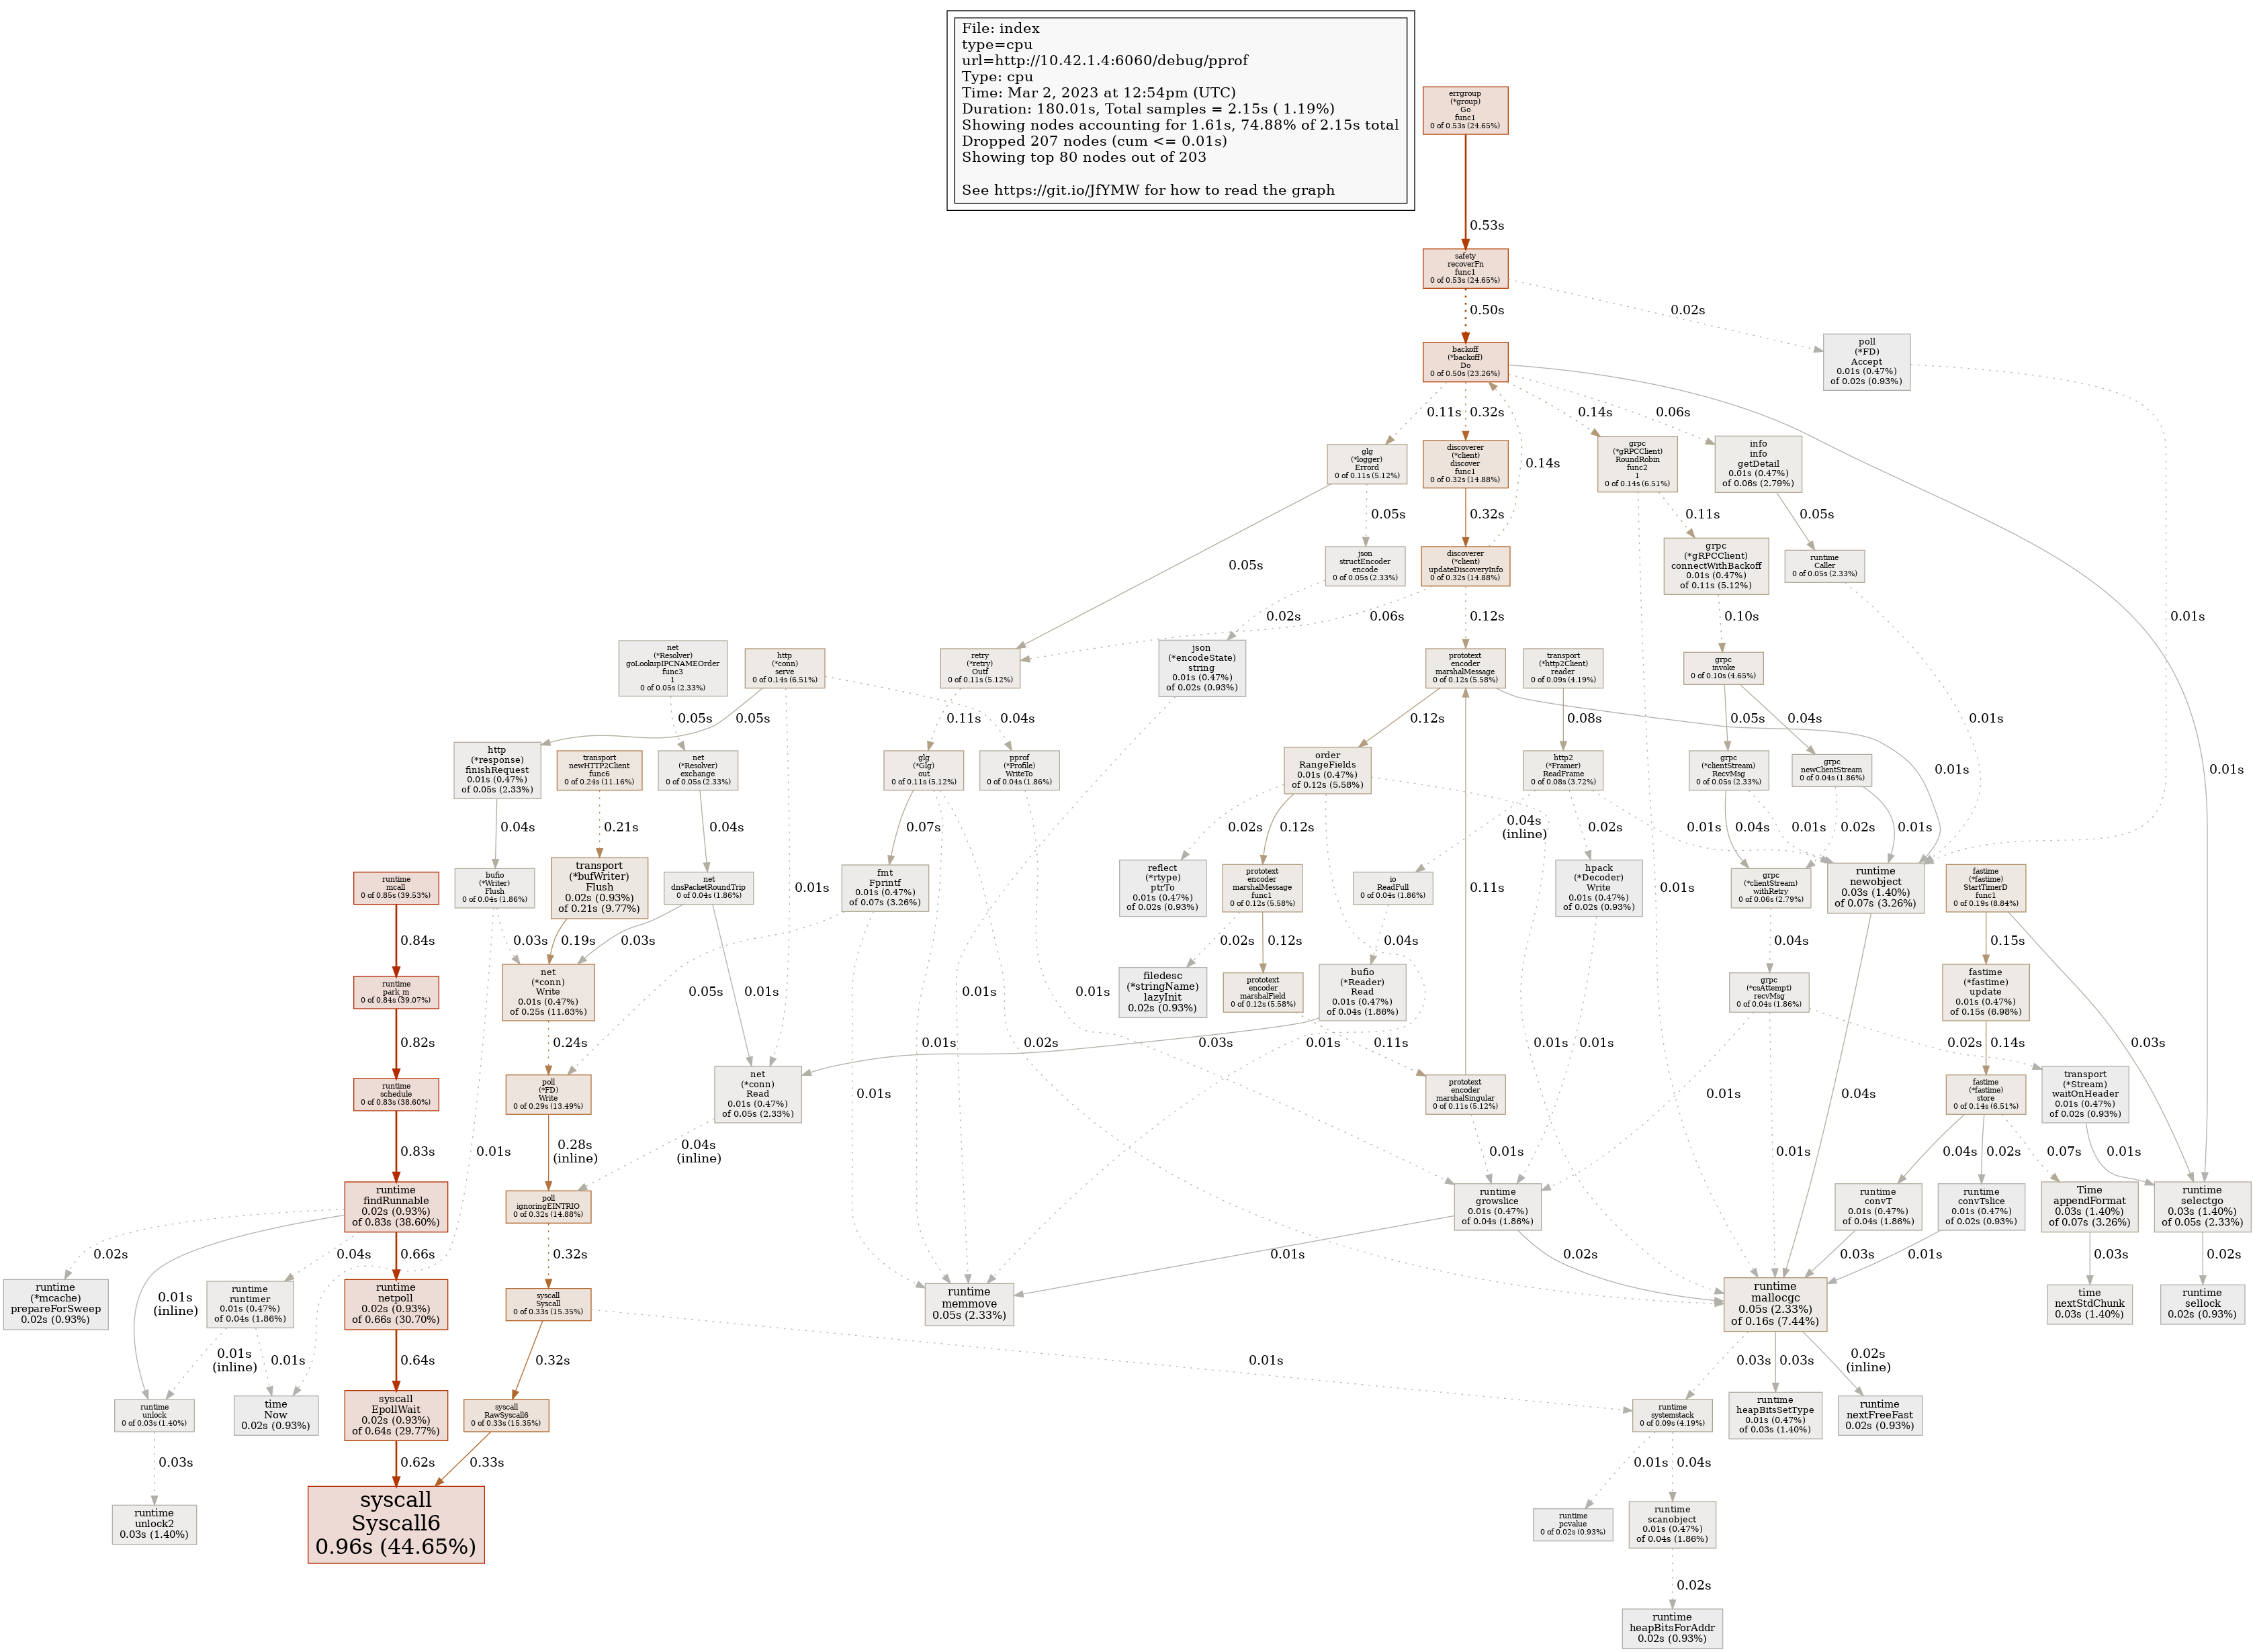 File: index
type=cpu
url=http://10.42.1.4:6060/debug/pprof
Type: cpu
Time: Mar 2, 2023 at 12:54pm (UTC)
Duration: 180.01s, Total samples = 2.15s ( 1.19%)
Showing nodes accounting for 1.61s, 74.88% of 2.15s total
Dropped 207 nodes (cum <= 0.01s)
Showing top 80 nodes out of 203
See https://git.io/JfYMW for how to read the graph
errgroup
(*group)
Go
func1
0 of 0.53s (24.65%)
0.53s
safety
recoverFn
func1
0 of 0.53s (24.65%)
0.50s
0.02s
backoff
(*backoff)
Do
0 of 0.50s (23.26%)
poll
(*FD)
Accept
0.01s (0.47%)
of 0.02s (0.93%)
0.11s
0.32s
0.14s
0.06s
glg
(*logger)
Errord
0 of 0.11s (5.12%)
discoverer
(*client)
discover
func1
0 of 0.32s (14.88%)
0.14s
grpc
(*gRPCClient)
RoundRobin
func2
1
0 of 0.14s (6.51%)
info
info
getDetail
0.01s (0.47%)
of 0.06s (2.79%)
0.05s
0.05s
0.32s
0.11s
0.05s
json
structEncoder
encode
0 of 0.05s (2.33%)
discoverer
(*client)
updateDiscoveryInfo
0 of 0.32s (14.88%)
grpc
(*gRPCClient)
connectWithBackoff
0.01s (0.47%)
of 0.11s (5.12%)
runtime
Caller
0 of 0.05s (2.33%)
0.02s
0.06s
0.12s
0.10s
0.01s
0.01s
net
(*Resolver)
goLookupIPCNAMEOrder
func3
1
0 of 0.05s (2.33%)
http
(*conn)
serve
0 of 0.14s (6.51%)
retry
(*retry)
Outf
0 of 0.11s (5.12%)
json
(*encodeState)
string
0.01s (0.47%)
of 0.02s (0.93%)
prototext
encoder
marshalMessage
0 of 0.12s (5.58%)
transport
(*http2Client)
reader
0 of 0.09s (4.19%)
grpc
invoke
0 of 0.10s (4.65%)
0.05s
0.05s
0.04s
0.11s
0.12s
0.08s
0.05s
0.04s
0.01s
0.01s
0.01s
http
(*response)
finishRequest
0.01s (0.47%)
of 0.05s (2.33%)
transport
newHTTP2Client
func6
0 of 0.24s (11.16%)
net
(*Resolver)
exchange
0 of 0.05s (2.33%)
glg
(*Glg)
out
0 of 0.11s (5.12%)
pprof
(*Profile)
WriteTo
0 of 0.04s (1.86%)
order
RangeFields
0.01s (0.47%)
of 0.12s (5.58%)
http2
(*Framer)
ReadFrame
0 of 0.08s (3.72%)
grpc
(*clientStream)
RecvMsg
0 of 0.05s (2.33%)
grpc
newClientStream
0 of 0.04s (1.86%)
0.04s
0.21s
0.04s
0.07s
0.02s
0.12s
0.04s
(inline)
0.02s
0.01s
0.04s
0.01s
0.02s
0.01s
runtime
mcall
0 of 0.85s (39.53%)
bufio
(*Writer)
Flush
0 of 0.04s (1.86%)
transport
(*bufWriter)
Flush
0.02s (0.93%)
of 0.21s (9.77%)
net
dnsPacketRoundTrip
0 of 0.04s (1.86%)
0.01s
fmt
Fprintf
0.01s (0.47%)
of 0.07s (3.26%)
reflect
(*rtype)
ptrTo
0.01s (0.47%)
of 0.02s (0.93%)
prototext
encoder
marshalMessage
func1
0 of 0.12s (5.58%)
io
ReadFull
0 of 0.04s (1.86%)
0.11s
hpack
(*Decoder)
Write
0.01s (0.47%)
of 0.02s (0.93%)
0.01s
grpc
(*clientStream)
withRetry
0 of 0.06s (2.79%)
runtime
newobject
0.03s (1.40%)
of 0.07s (3.26%)
fastime
(*fastime)
StartTimerD
func1
0 of 0.19s (8.84%)
0.84s
0.03s
0.19s
0.03s
0.02s
0.12s
0.04s
0.04s
0.15s
runtime
park_m
0 of 0.84s (39.07%)
net
(*conn)
Write
0.01s (0.47%)
of 0.25s (11.63%)
0.01s
0.05s
0.01s
0.01s
filedesc
(*stringName)
lazyInit
0.02s (0.93%)
prototext
encoder
marshalField
0 of 0.12s (5.58%)
bufio
(*Reader)
Read
0.01s (0.47%)
of 0.04s (1.86%)
grpc
(*csAttempt)
recvMsg
0 of 0.04s (1.86%)
fastime
(*fastime)
update
0.01s (0.47%)
of 0.15s (6.98%)
0.82s
0.24s
0.01s
0.02s
0.03s
0.01s
0.11s
0.01s
0.01s
0.02s
0.14s
0.03s
runtime
schedule
0 of 0.83s (38.60%)
poll
(*FD)
Write
0 of 0.29s (13.49%)
net
(*conn)
Read
0.01s (0.47%)
of 0.05s (2.33%)
0.01s
prototext
encoder
marshalSingular
0 of 0.11s (5.12%)
0.01s
0.04s
fastime
(*fastime)
store
0 of 0.14s (6.51%)
transport
(*Stream)
waitOnHeader
0.01s (0.47%)
of 0.02s (0.93%)
0.83s
0.01s
0.28s
(inline)
0.04s
(inline)
0.01s
0.01s
0.04s
0.02s
0.07s
0.01s
runtime
findRunnable
0.02s (0.93%)
of 0.83s (38.60%)
poll
ignoringEINTRIO
0 of 0.32s (14.88%)
runtime
growslice
0.01s (0.47%)
of 0.04s (1.86%)
runtime
convT
0.01s (0.47%)
of 0.04s (1.86%)
runtime
convTslice
0.01s (0.47%)
of 0.02s (0.93%)
Time
appendFormat
0.03s (1.40%)
of 0.07s (3.26%)
runtime
selectgo
0.03s (1.40%)
of 0.05s (2.33%)
0.02s
0.01s
(inline)
0.04s
0.66s
0.32s
0.01s
0.02s
0.03s
0.01s
0.03s
0.02s
runtime
(*mcache)
prepareForSweep
0.02s (0.93%)
runtime
runtimer
0.01s (0.47%)
of 0.04s (1.86%)
runtime
netpoll
0.02s (0.93%)
of 0.66s (30.70%)
syscall
Syscall
0 of 0.33s (15.35%)
runtime
memmove
0.05s (2.33%)
runtime
mallocgc
0.05s (2.33%)
of 0.16s (7.44%)
time
nextStdChunk
0.03s (1.40%)
runtime
sellock
0.02s (0.93%)
0.01s
(inline)
0.01s
0.64s
0.32s
0.01s
0.03s
0.03s
0.02s
(inline)
runtime
unlock
0 of 0.03s (1.40%)
time
Now
0.02s (0.93%)
syscall
EpollWait
0.02s (0.93%)
of 0.64s (29.77%)
syscall
RawSyscall6
0 of 0.33s (15.35%)
runtime
systemstack
0 of 0.09s (4.19%)
runtime
heapBitsSetType
0.01s (0.47%)
of 0.03s (1.40%)
runtime
nextFreeFast
0.02s (0.93%)
0.03s
0.62s
0.33s
0.01s
0.04s
runtime
unlock2
0.03s (1.40%)
syscall
Syscall6
0.96s (44.65%)
runtime
pcvalue
0 of 0.02s (0.93%)
runtime
scanobject
0.01s (0.47%)
of 0.04s (1.86%)
0.02s
runtime
heapBitsForAddr
0.02s (0.93%)